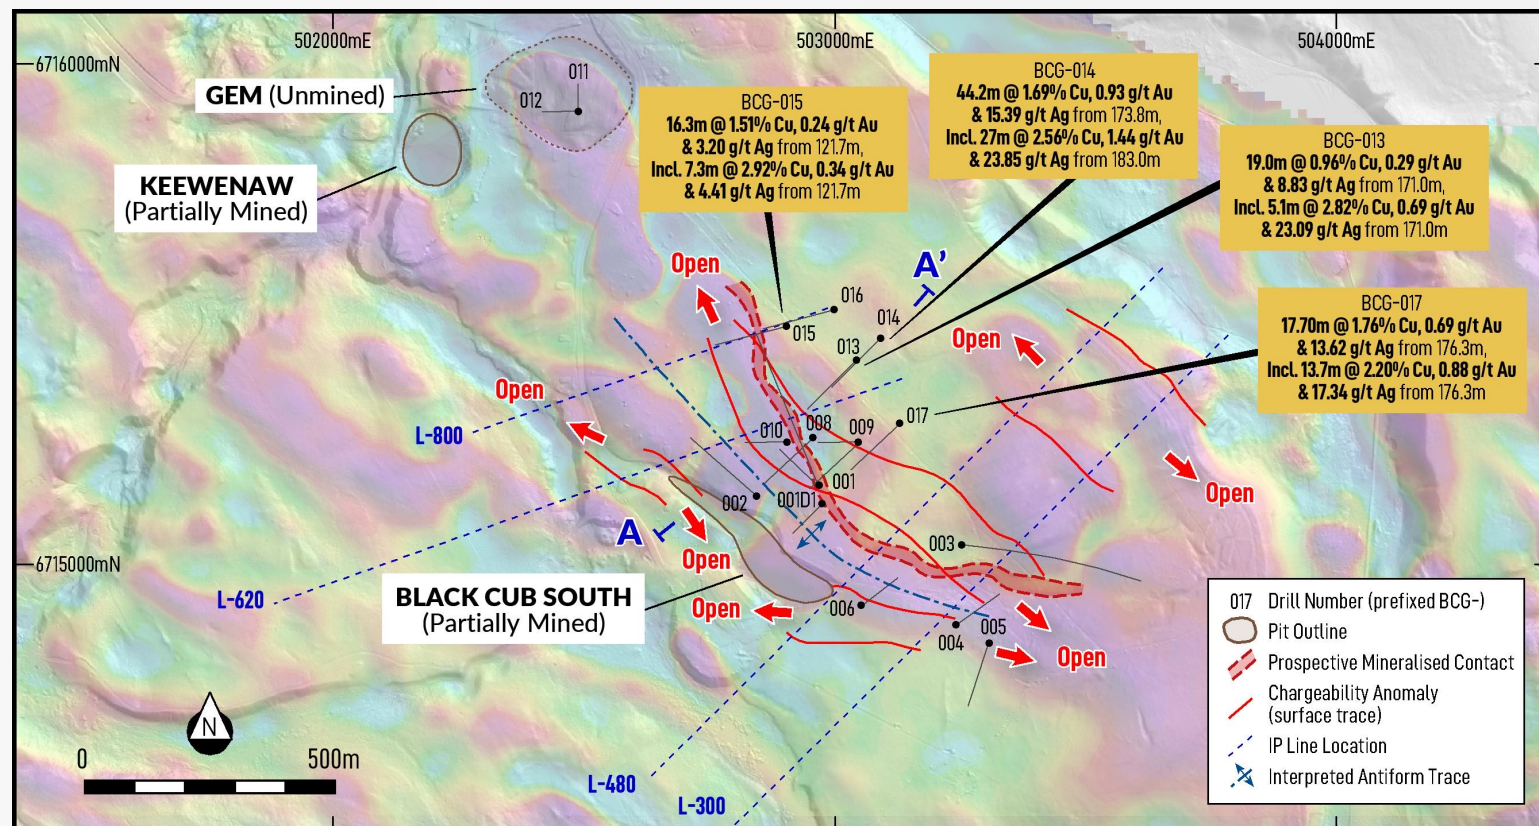 502000mE
503000mE
504000mE
6716000mN
GEM (Unmined)
011
012
KEEWENAW
(Partially Mined)
BCG-015
16.3m @ 1.51% Cu, 0.24 g/t Au
& 3.20 g/t Ag from 121.7m,
Incl. 7.3m @ 2.92% Cu, 0.34 g/t Au
& 4.41 g/t Ag from 121.7m
BCG-014
44.2m @ 1.69% Cu, 0.93 g/t Au
& 15.39 g/t Ag from 173.8m,
Incl. 27m @ 2.56% Cu, 1.44 g/t Au
& 23.85 g/t Ag from 183.0m
BCG-013
19.0m @ 0.96% Cu, 0.29 g/t Au
& 8.83 g/t Ag from 171.0m,
Incl. 5.1m @ 2.82% Cu, 0.69 g/t Au
& 23.09 g/t Ag from 171.0m
BCG-017
17.70m @ 1.76% Cu, 0.69 g/t Au
& 13.62 g/t Ag from 176.3m,
Incl. 13.7m @ 2.20% Cu, 0.88 g/t Au
& 17.34 g/t Ag from 176.3m
Open
A'
016
015
014
013
Open
Open
L-800
010
008
009
017
001
002
001D1
Open
A
Open
003
6715000mN
L-620
BLACK CUB SOUTH
(Partially Mined)
Open
006
004
005
Open
L-480
L-300
N
0
500m
017 Drill Number (prefixed BCG-)
Pit Outline
Prospective Mineralised Contact
Chargeability Anomaly
(surface trace)
IP Line Location
Interpreted Antiform Trace